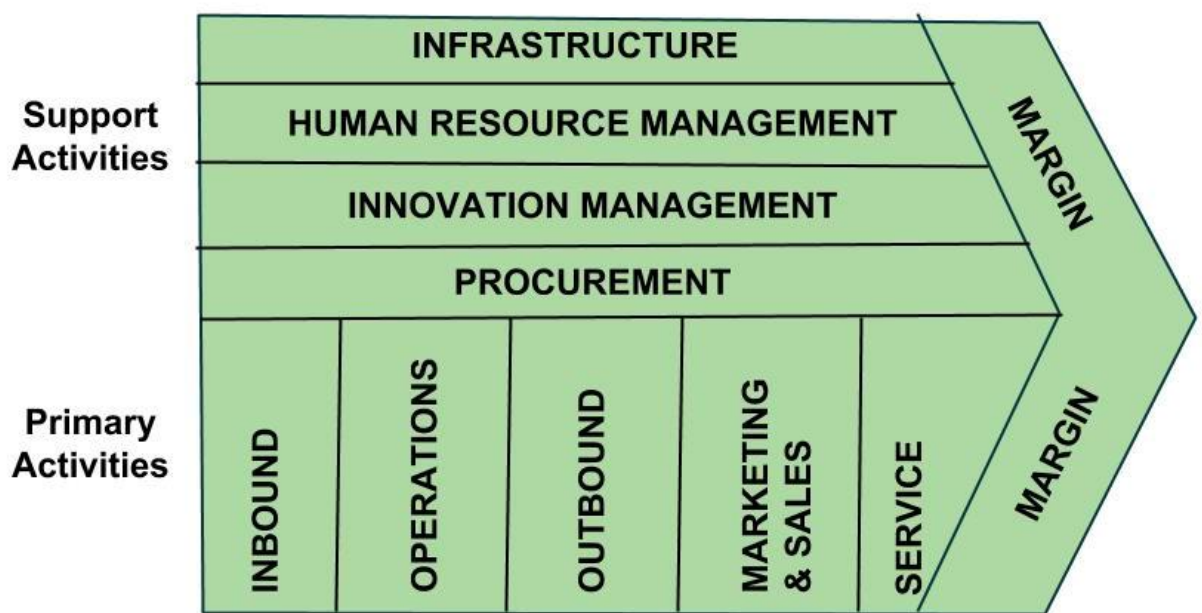 INFRASTRUCTURE
Support
Activities
HUMAN RESOURCE MANAGEMENT
INNOVATION MANAGEMENT
PROCUREMENT
MARGIN
Primary
Activities
INBOUND
OPERATIONS
OUTBOUND
MARKETING
& SALES
SERVICE
MARGIN